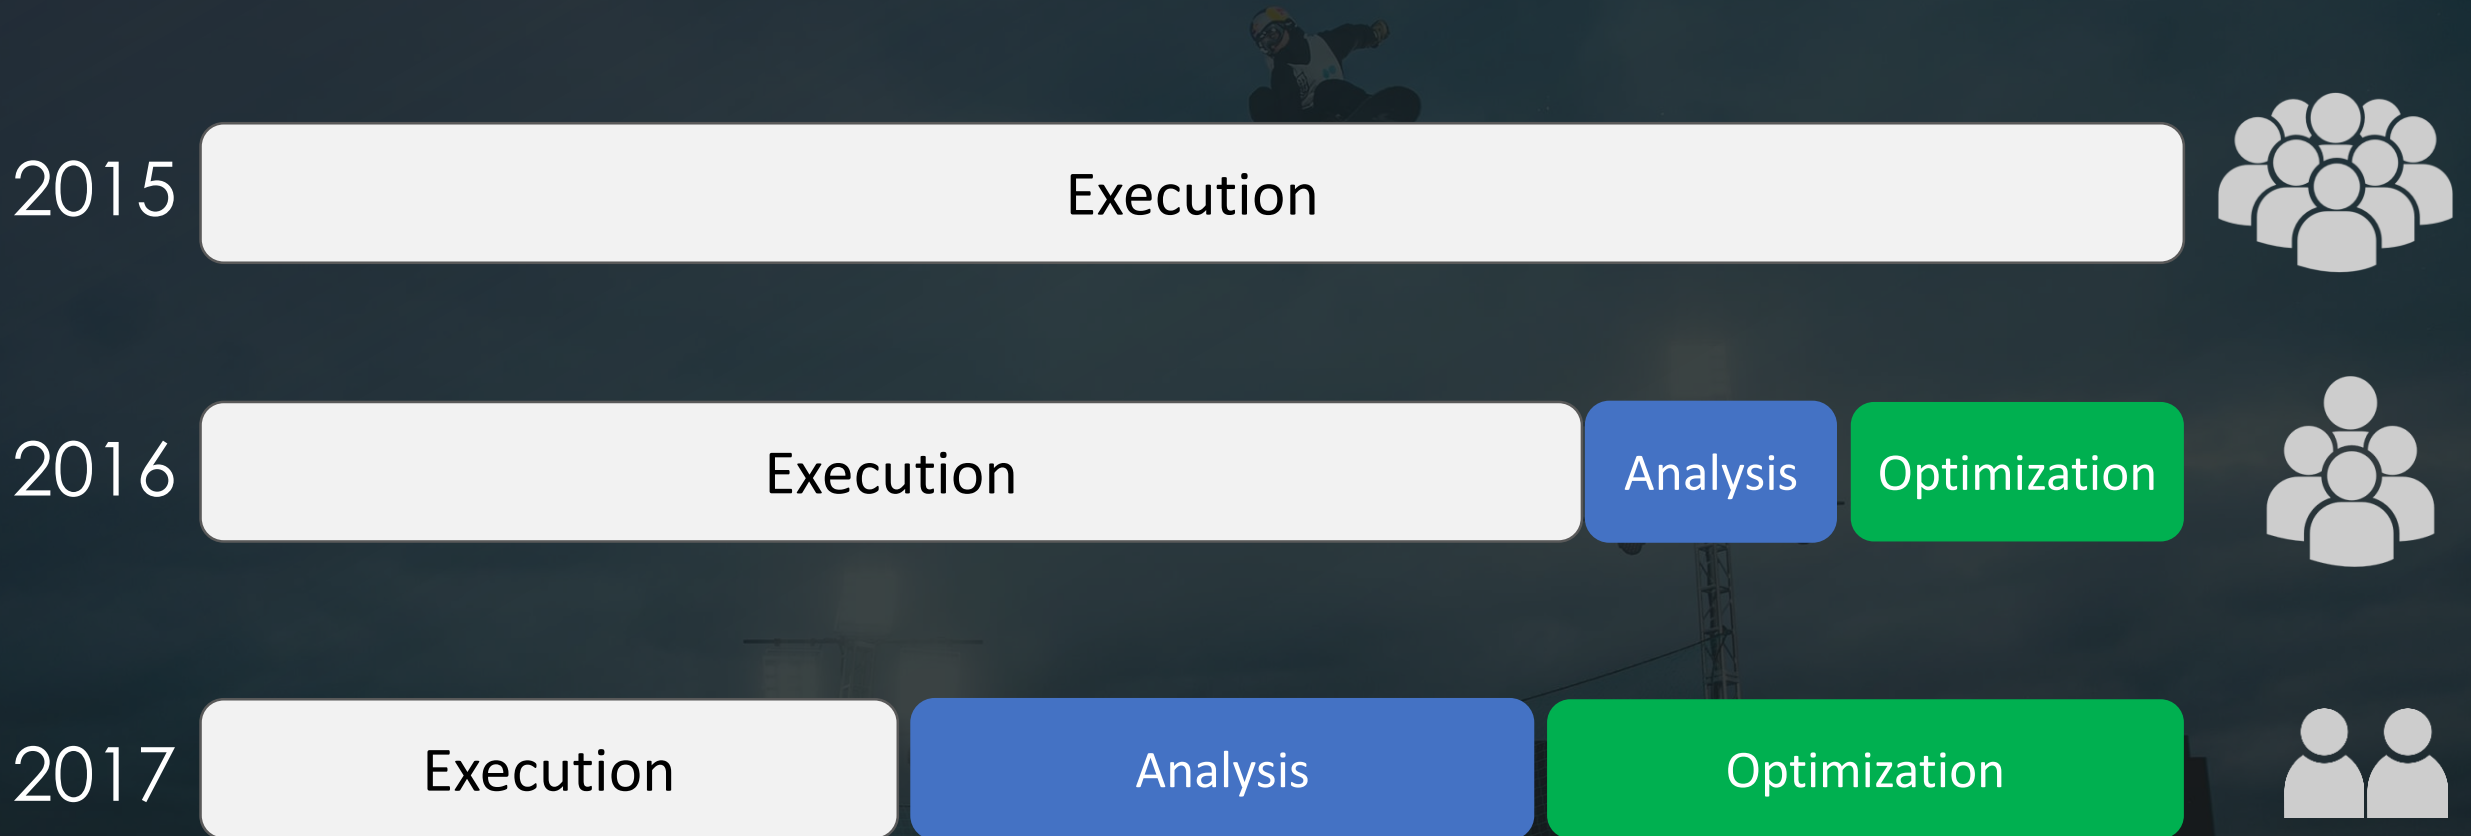 2015 Execution
2016 Execution Analysis Optimization
2017 Execution Analysis Optimization